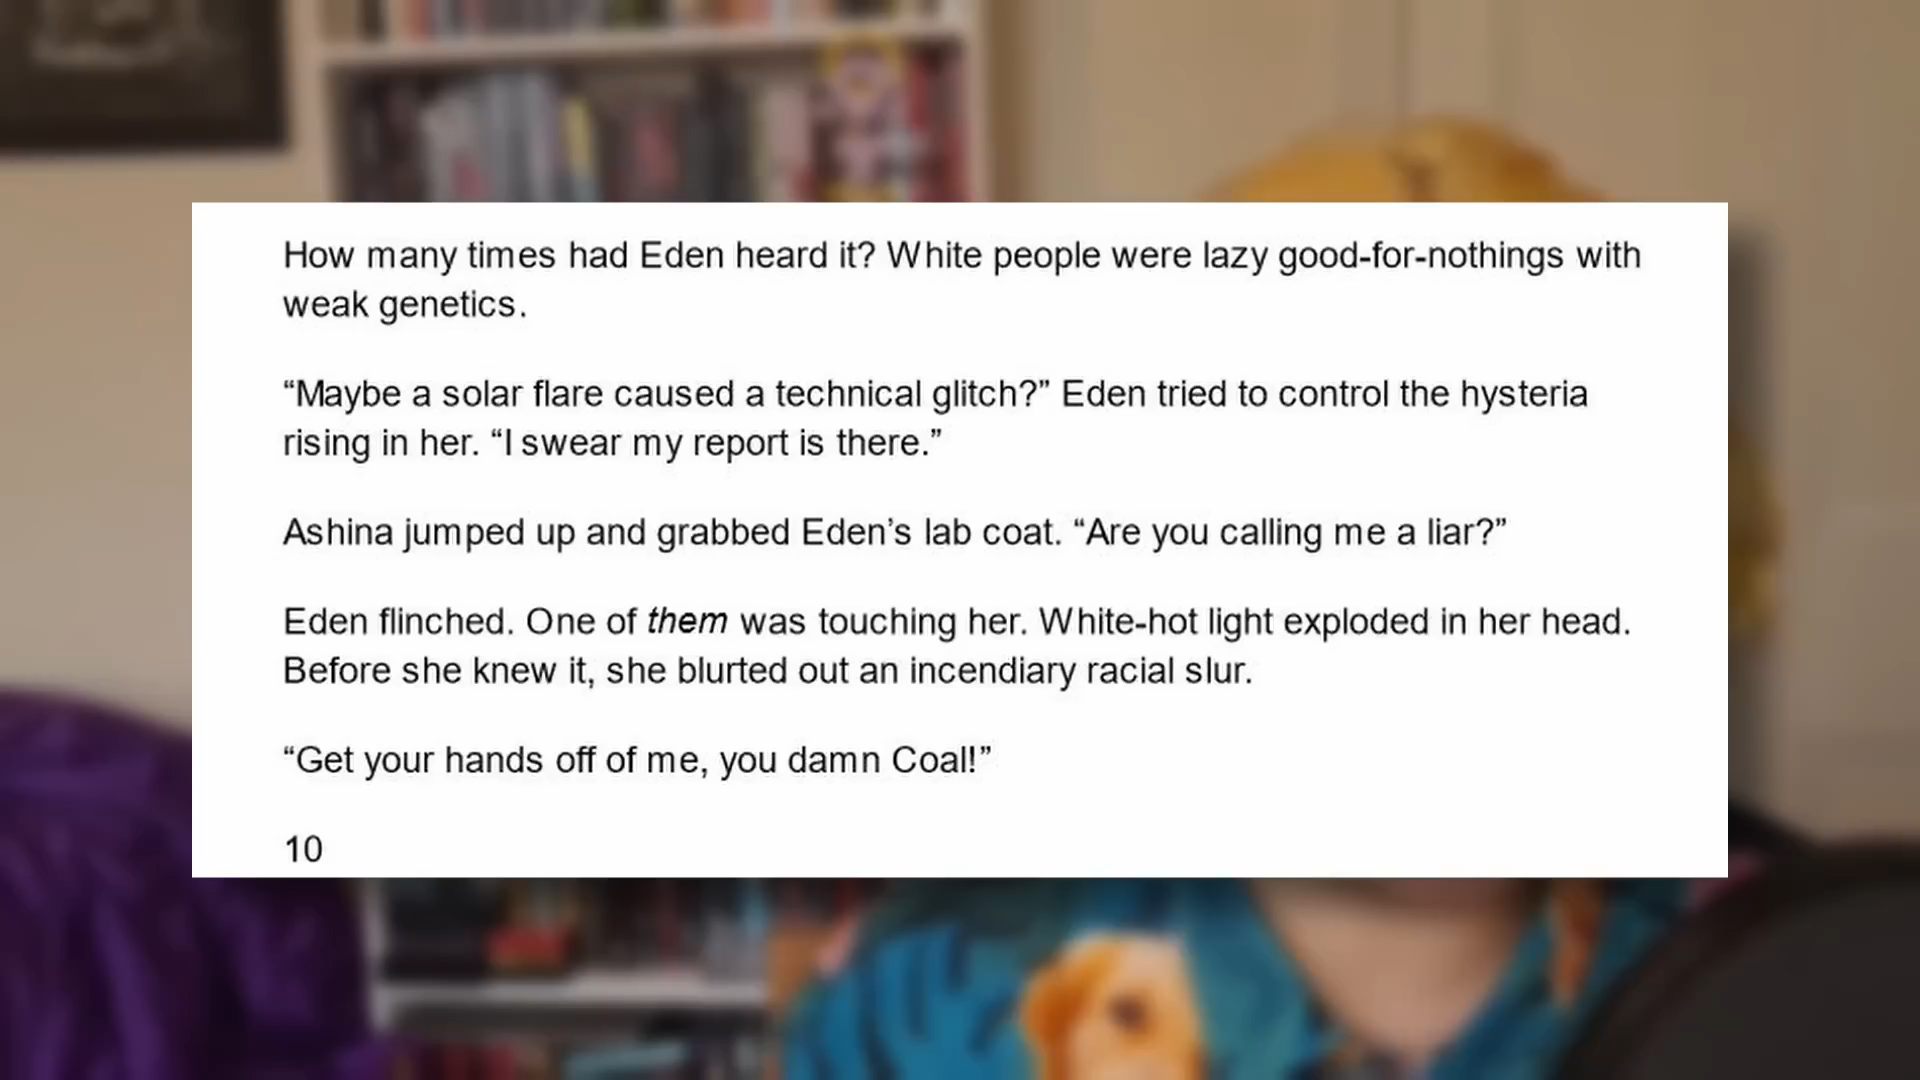 How many times had Eden heard it? White people were lazy good-for-nothings with
weak genetics.
“Maybe a solar flare caused a technical glitch?” Eden tried to control the hysteria
rising in her. “I swear my report is there.”
Ashina jumped up and grabbed Eden’s lab coat. “Are you calling me a liar?”
Eden flinched. One of them was touching her. White-hot light exploded in her head.
Before she knew it, she blurted out an incendiary racial slur.
“Get your hands off of me, you damn Coal!”
10